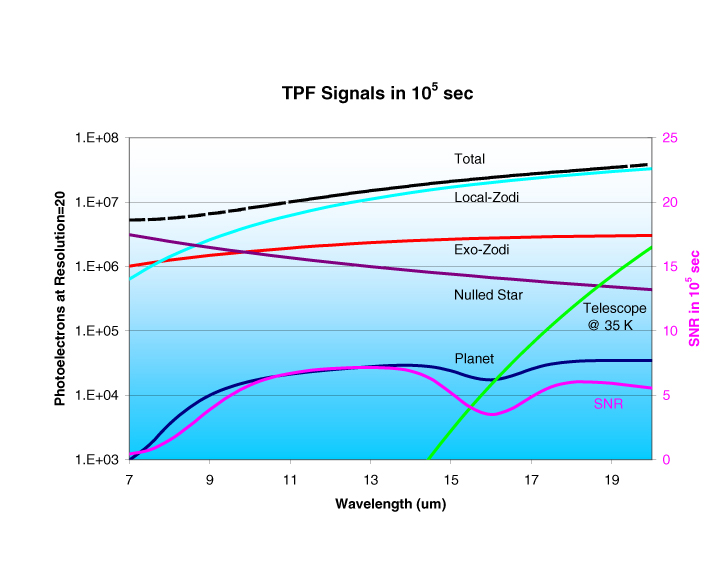 TPF Signals in 10⁵ sec
1.E+08
1.E+07
1.E+06
1.E+05
1.E+04
1.E+03
Photoelectrons at Resolution=20
Total
Local-Zodi
Exo-Zodi
Nulled Star
Telescope
@ 35 K
Planet
SNR
25
20
15
10
5
0
SNR in 10⁵ sec
7 9 11 13 15 17 19
Wavelength (um)